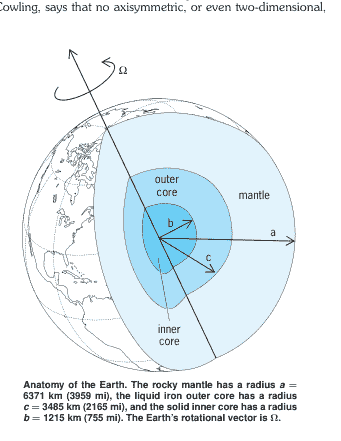 Cowling, says that no axisymmetric, or even two-dimensional,
Ω
outer
core
mantle
b
a
c
inner
core
Anatomy of the Earth. The rocky mantle has a radius a =
6371 km (3959 mi), the liquid iron outer core has a radius
c = 3485 km (2165 mi), and the solid inner core has a radius
b = 1215 km (755 mi). The Earth's rotational vector is Ω.